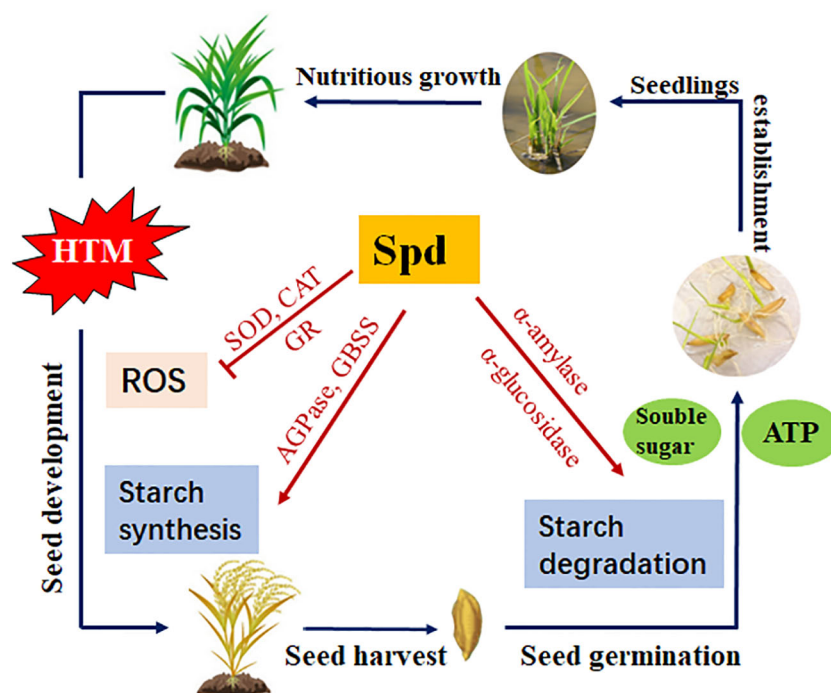 Nutritious growth
Seedlings
establishment
HTM
Spd
SOD, CAT
GR
ROS
AGPase, GBSS
α-amylase
α-glucosidase
Souble
sugar
ATP
Seed development
Starch
synthesis
Starch
degradation
Seed harvest
Seed germination